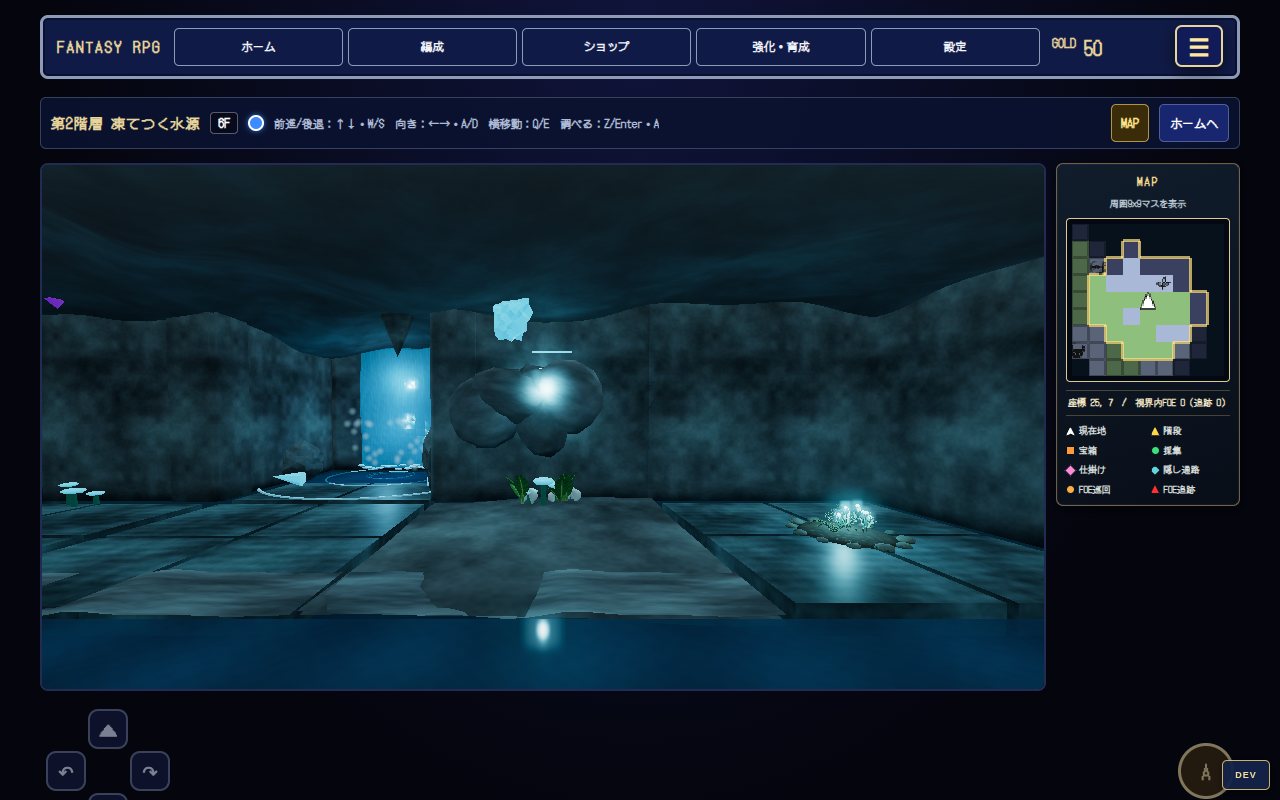 FANTASY RPG ホーム 編成 ショップ 強化・育成 設定 GOLD 50
第2階層 凍てつく水源 6F 前進/後退：↑↓・W/S 向き：←→・A/D 横移動：Q/E 調べる：Z/Enter・A MAP ホームへ
MAP
周囲9x9マスを表示
座標 25, 7 / 視界内FOE 0 (追跡 0)
現在地 階段
宝箱 採集
仕掛け 隠し通路
FOE巡回 FOE追跡
A DEV